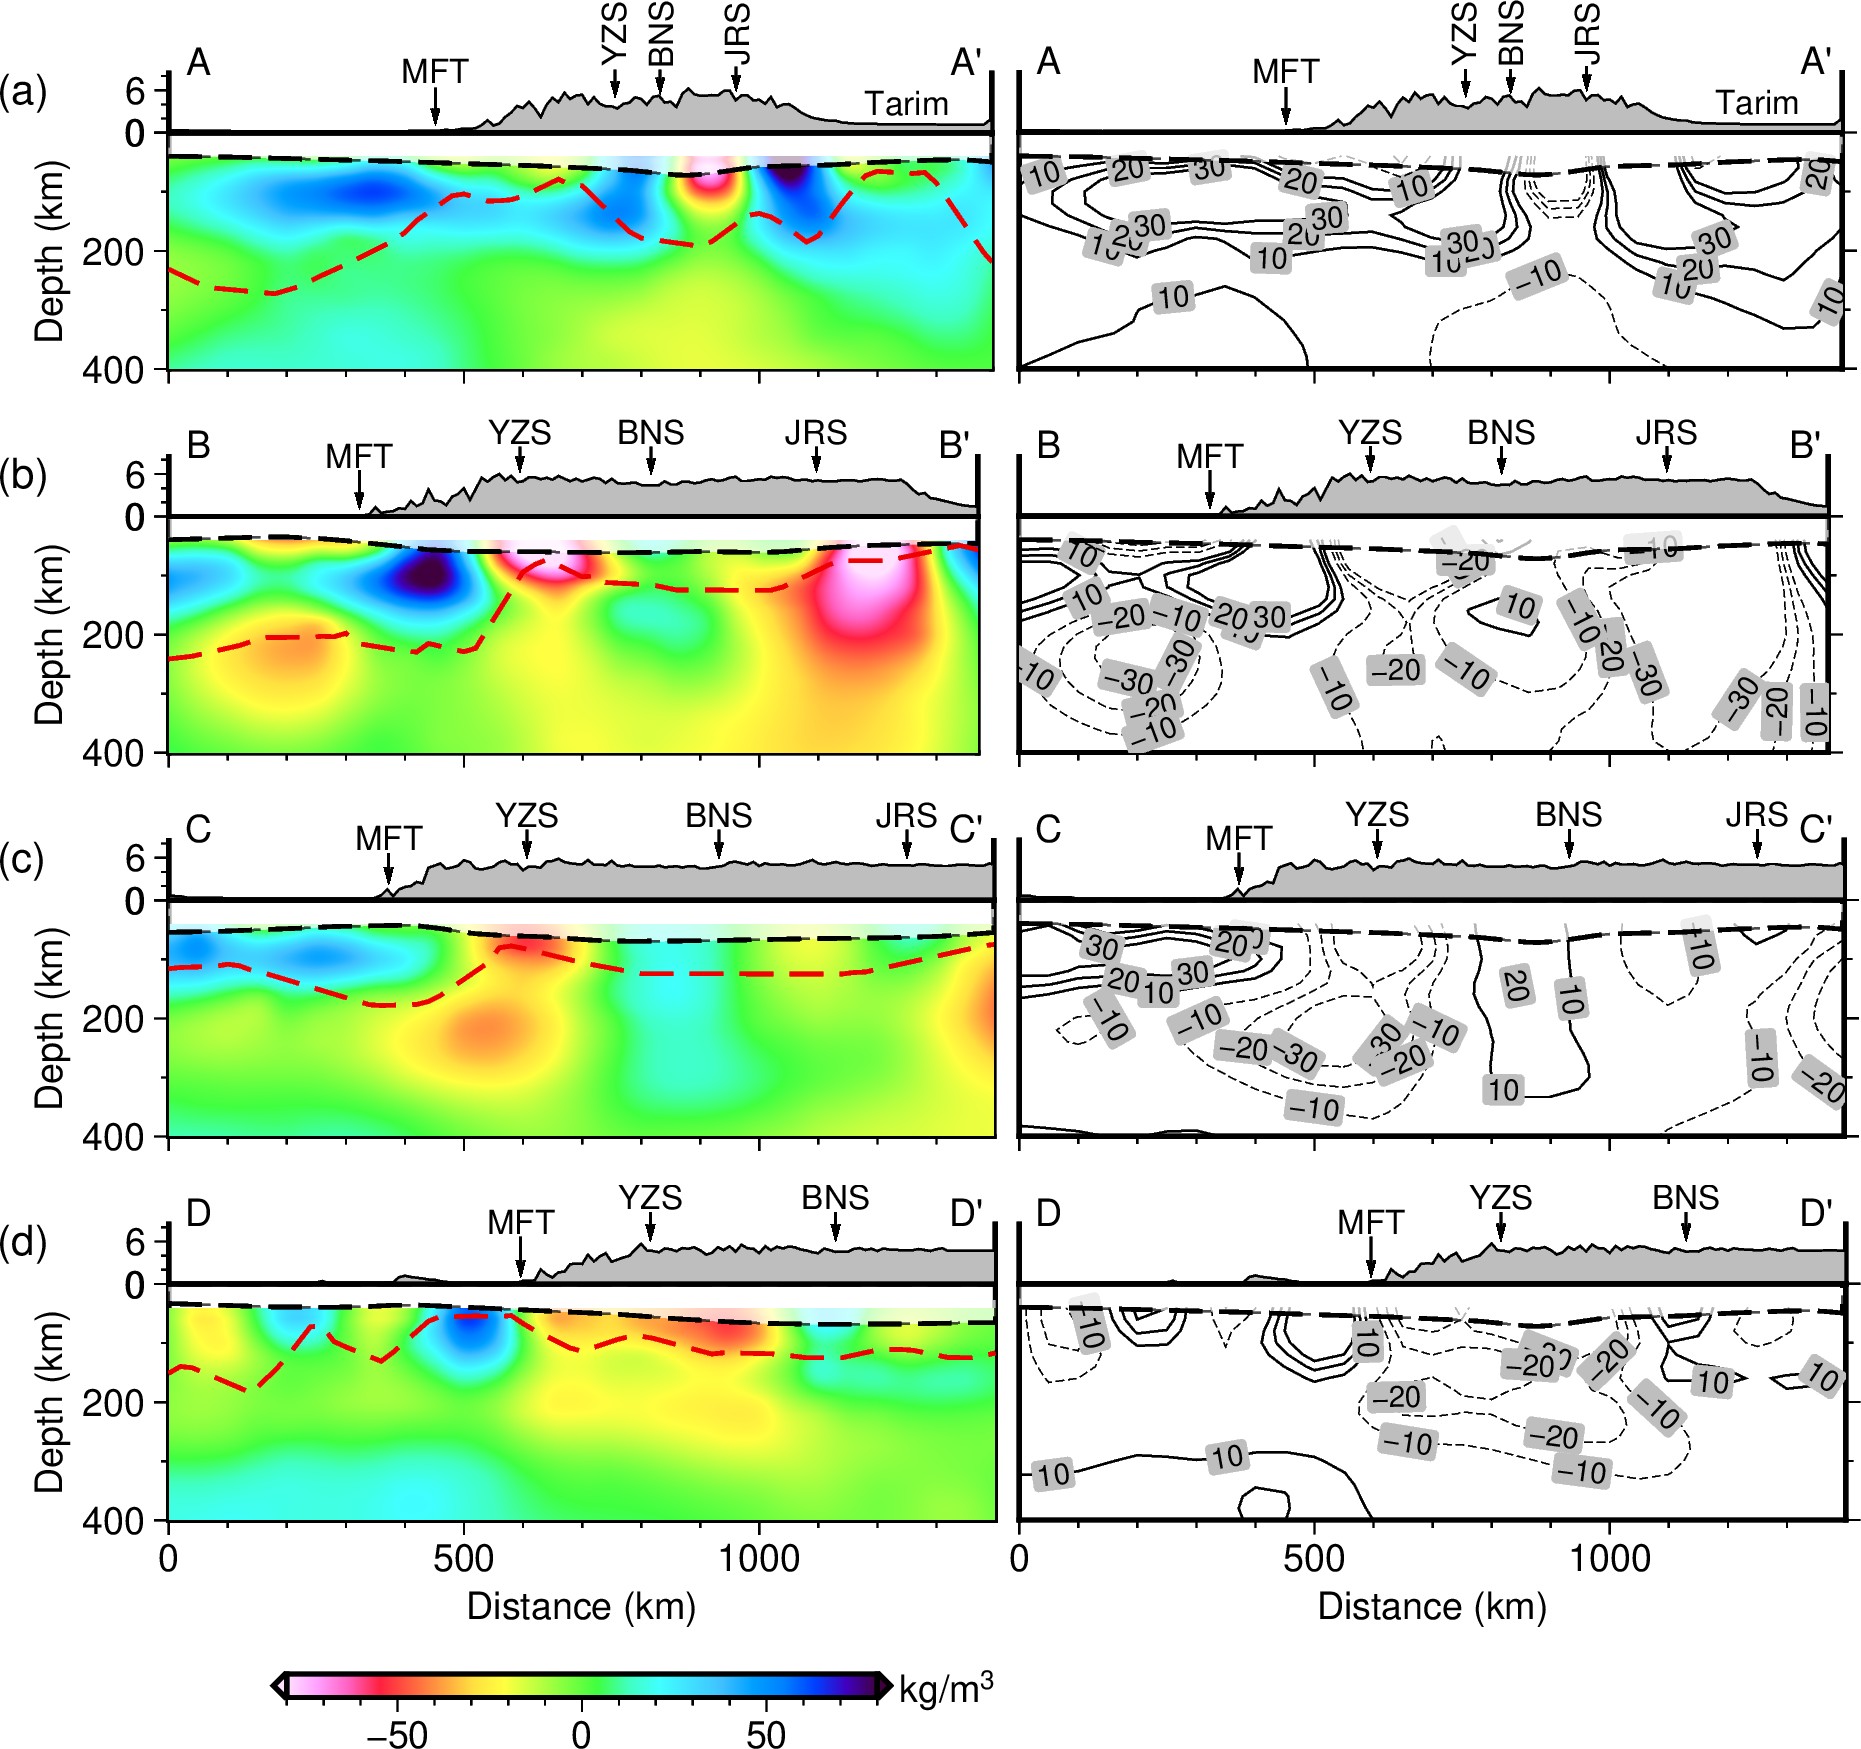 YZS BNS JRS YZS BNS JRS
(a) A MFT A' A MFT A'
6 Tarim Tarim
0
Depth (km)
200
400
10 20 30 20 10
30 20 10 30 20 10 30 20 10
10 −10 30 20 10 20 10
YZS BNS JRS YZS BNS JRS
(b) B MFT B' B MFT B'
6
0
Depth (km)
200
400
10 −20 −10
10 −20 −10 20 30 10 −10 −20
−10 −30 −30 −20 −10 −10 −20 −10 −30 −30 −20 −10
YZS BNS JRS YZS BNS JRS
(c) C MFT C' C MFT C'
6
0
Depth (km)
200
400
30 20 −10
20 10 30 20 10
−10 −10 −20 −30 −30 −20 −10 −10 −20
−10 10
YZS BNS YZS BNS
(d) D MFT D' D MFT D'
6
0
Depth (km)
200
400
−10 10 −20 −20 10 10
−20 −10 −20 −10 −10
10 10
0 500 1000 0 500 1000
Distance (km) Distance (km)
kg/m³
−50 0 50